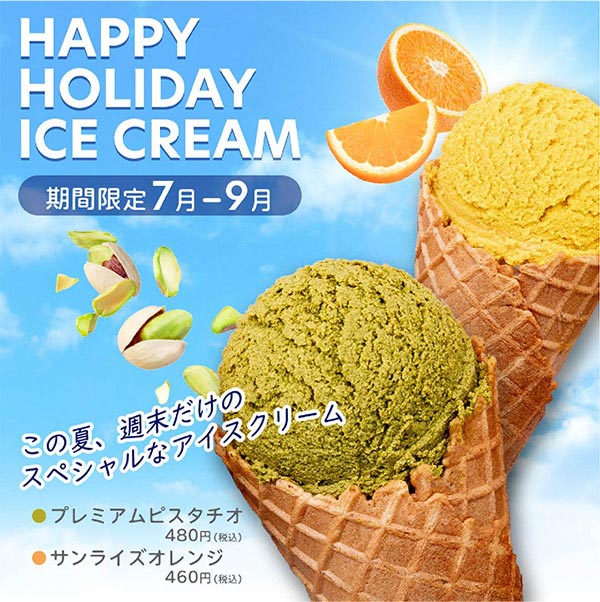 HAPPY
HOLIDAY
ICE CREAM
期間限定7月−9月
この夏、週末だけの
スペシャルなアイスクリーム
●プレミアムピスタチオ
480円(税込)
●サンライズオレンジ
460円(税込)